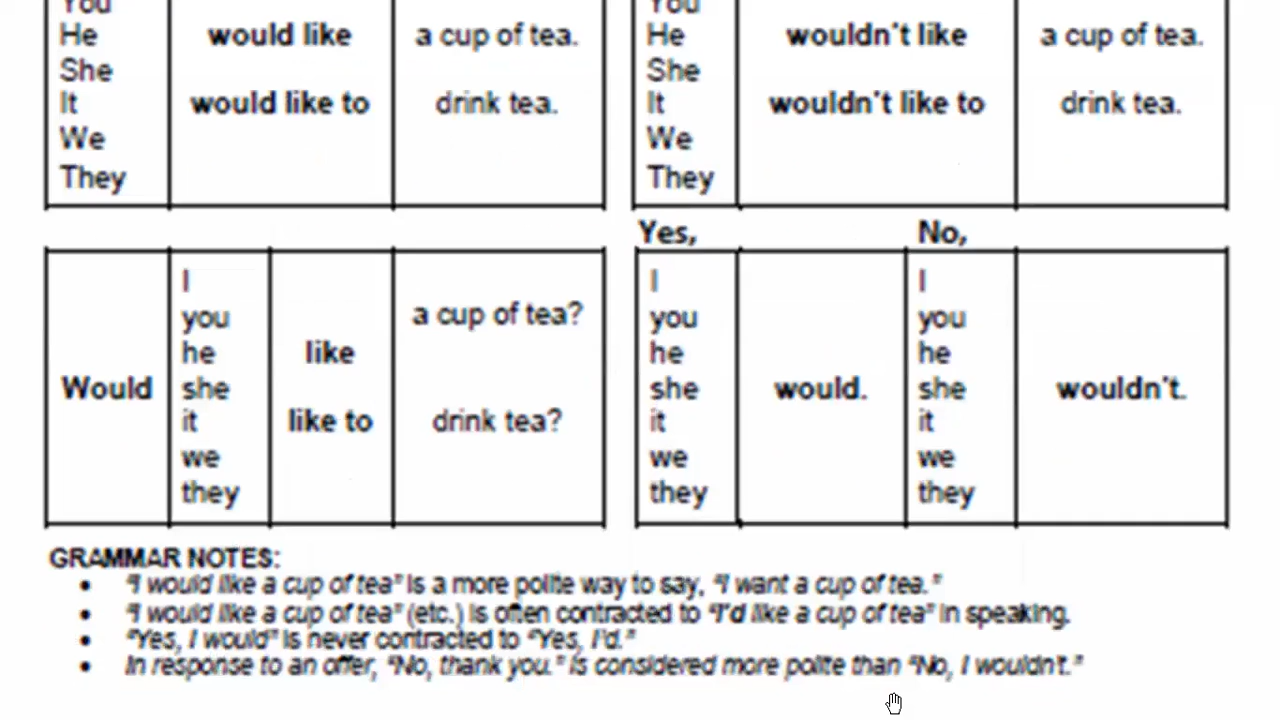 You You
He would like a cup of tea. He wouldn't like a cup of tea.
She She
It would like to drink tea. It wouldn't like to drink tea.
We We
They They
Yes, No,
I I I
you a cup of tea? you you
he like he he
Would she she would. she wouldn't.
it like to drink tea? it it
we we we
they they they
GRAMMAR NOTES:
• "I would like a cup of tea" is a more polite way to say, "I want a cup of tea."
• "I would like a cup of tea" (etc.) is often contracted to "I'd like a cup of tea" in speaking.
• "Yes, I would" is never contracted to "Yes, I'd."
• In response to an offer, "No, thank you." is considered more polite than "No, I wouldn't."